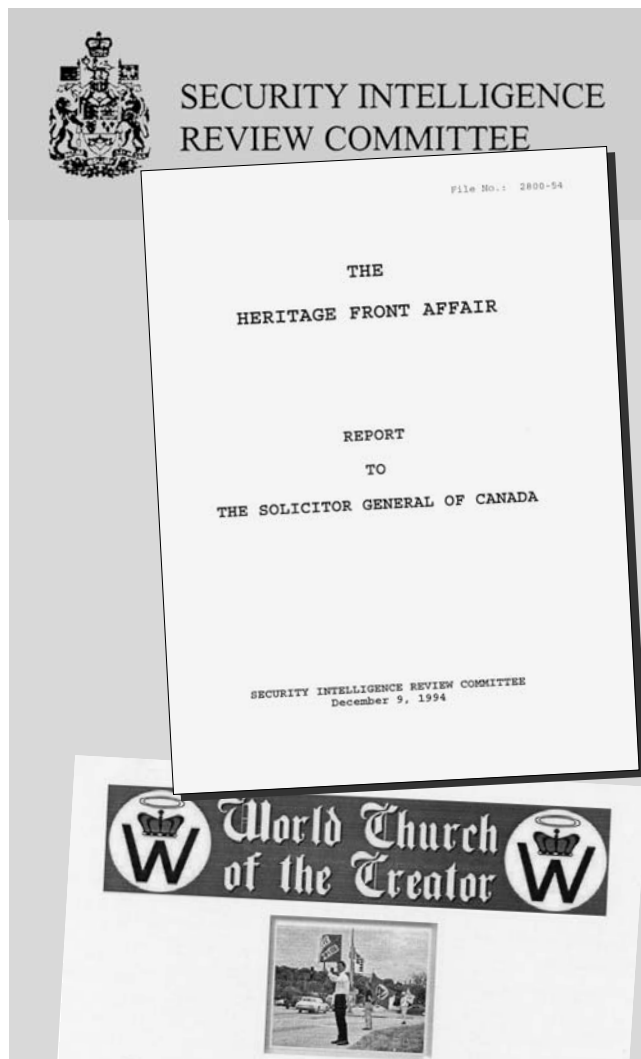 SECURITY INTELLIGENCE
REVIEW COMMITTEE
File No.: 2800-54
THE
HERITAGE FRONT AFFAIR
REPORT
TO
THE SOLICITOR GENERAL OF CANADA
SECURITY INTELLIGENCE REVIEW COMMITTEE
December 9, 1994
W
World Church
of the Creator
W